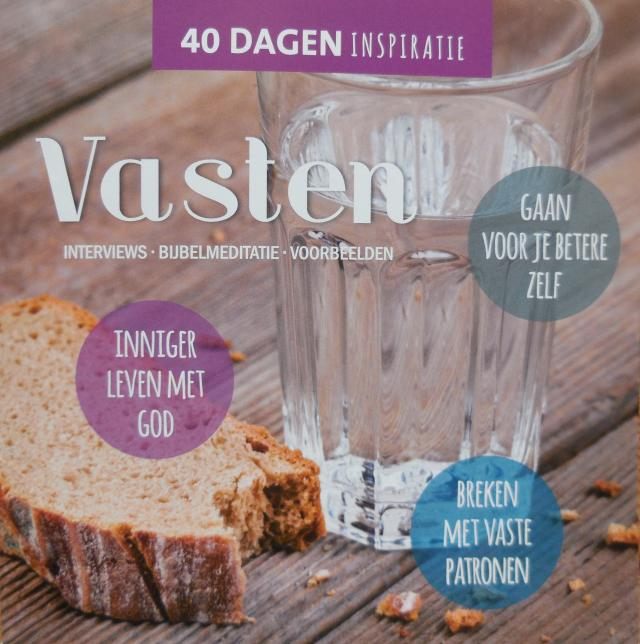 40 DAGEN INSPIRATIE
Vasten
INTERVIEWS · BIJBELMEDITATIE · VOORBEELDEN
GAAN
VOOR JE BETERE
ZELF
INNIGER
LEVEN MET
GOD
BREKEN
MET VASTE
PATRONEN